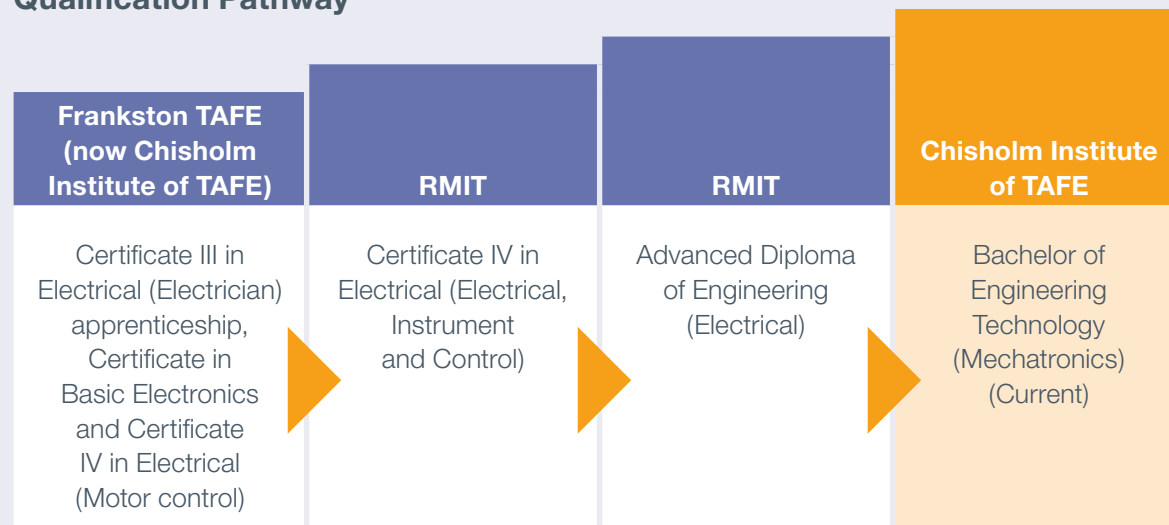 Qualification Pathway
Frankston TAFE
(now Chisholm
Institute of TAFE)
Certificate III in
Electrical (Electrician)
apprenticeship,
Certificate in
Basic Electronics
and Certificate
IV in Electrical
(Motor control)
RMIT
Certificate IV in
Electrical (Electrical,
Instrument
and Control)
RMIT
Advanced Diploma
of Engineering
(Electrical)
Chisholm Institute
of TAFE
Bachelor of
Engineering
Technology
(Mechatronics)
(Current)